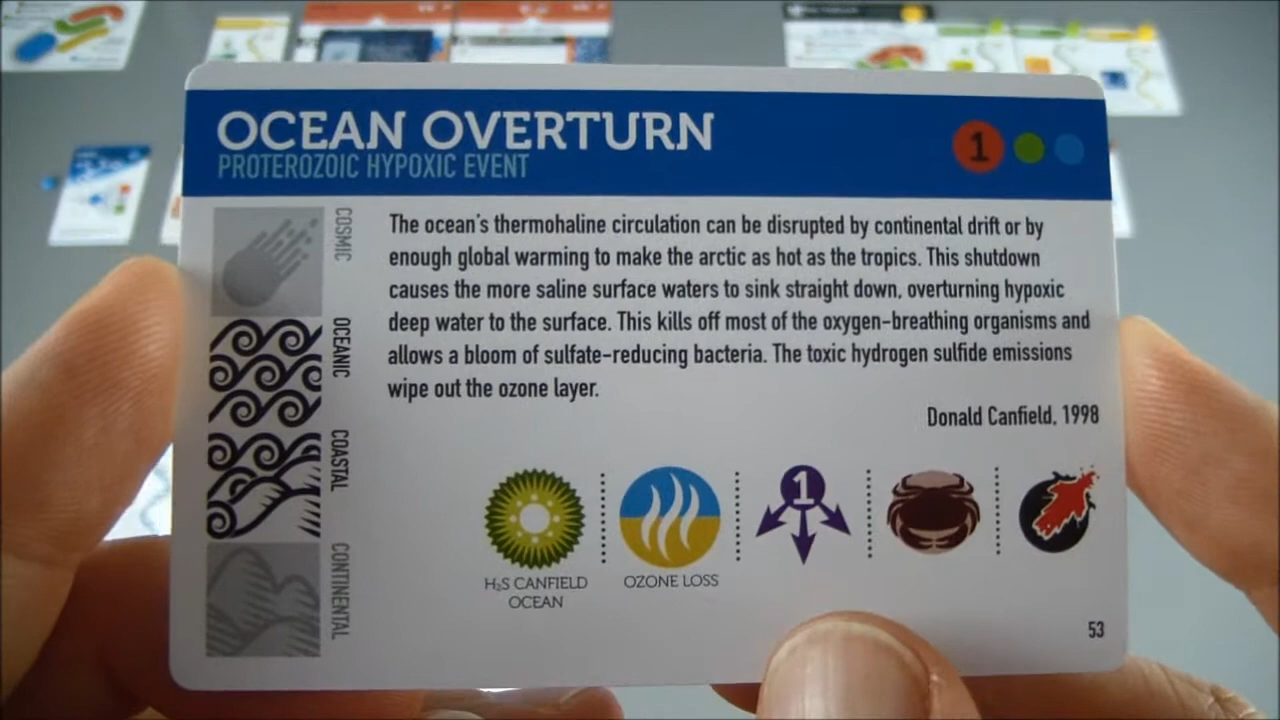 OCEAN OVERTURN
PROTEROZOIC HYPOXIC EVENT
1
COSMIC
OCEANIC
COASTAL
CONTINENTAL
The ocean's thermohaline circulation can be disrupted by continental drift or by
enough global warming to make the arctic as hot as the tropics. This shutdown
causes the more saline surface waters to sink straight down, overturning hypoxic
deep water to the surface. This kills off most of the oxygen-breathing organisms and
allows a bloom of sulfate-reducing bacteria. The toxic hydrogen sulfide emissions
wipe out the ozone layer.
Donald Canfield, 1998
1
H₂S CANFIELD
OCEAN
OZONE LOSS
53